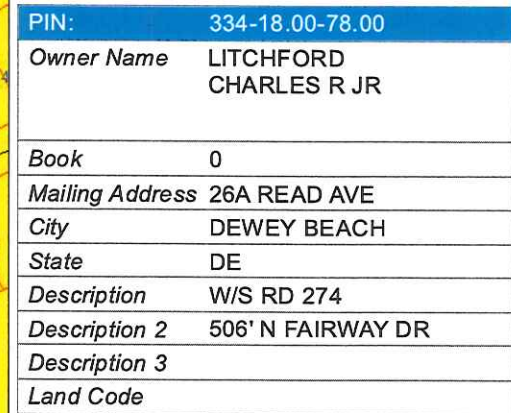 PIN: 334-18.00-78.00
Owner Name LITCHFORD
CHARLES R JR
Book 0
Mailing Address 26A READ AVE
City DEWEY BEACH
State DE
Description W/S RD 274
Description 2 506' N FAIRWAY DR
Description 3
Land Code